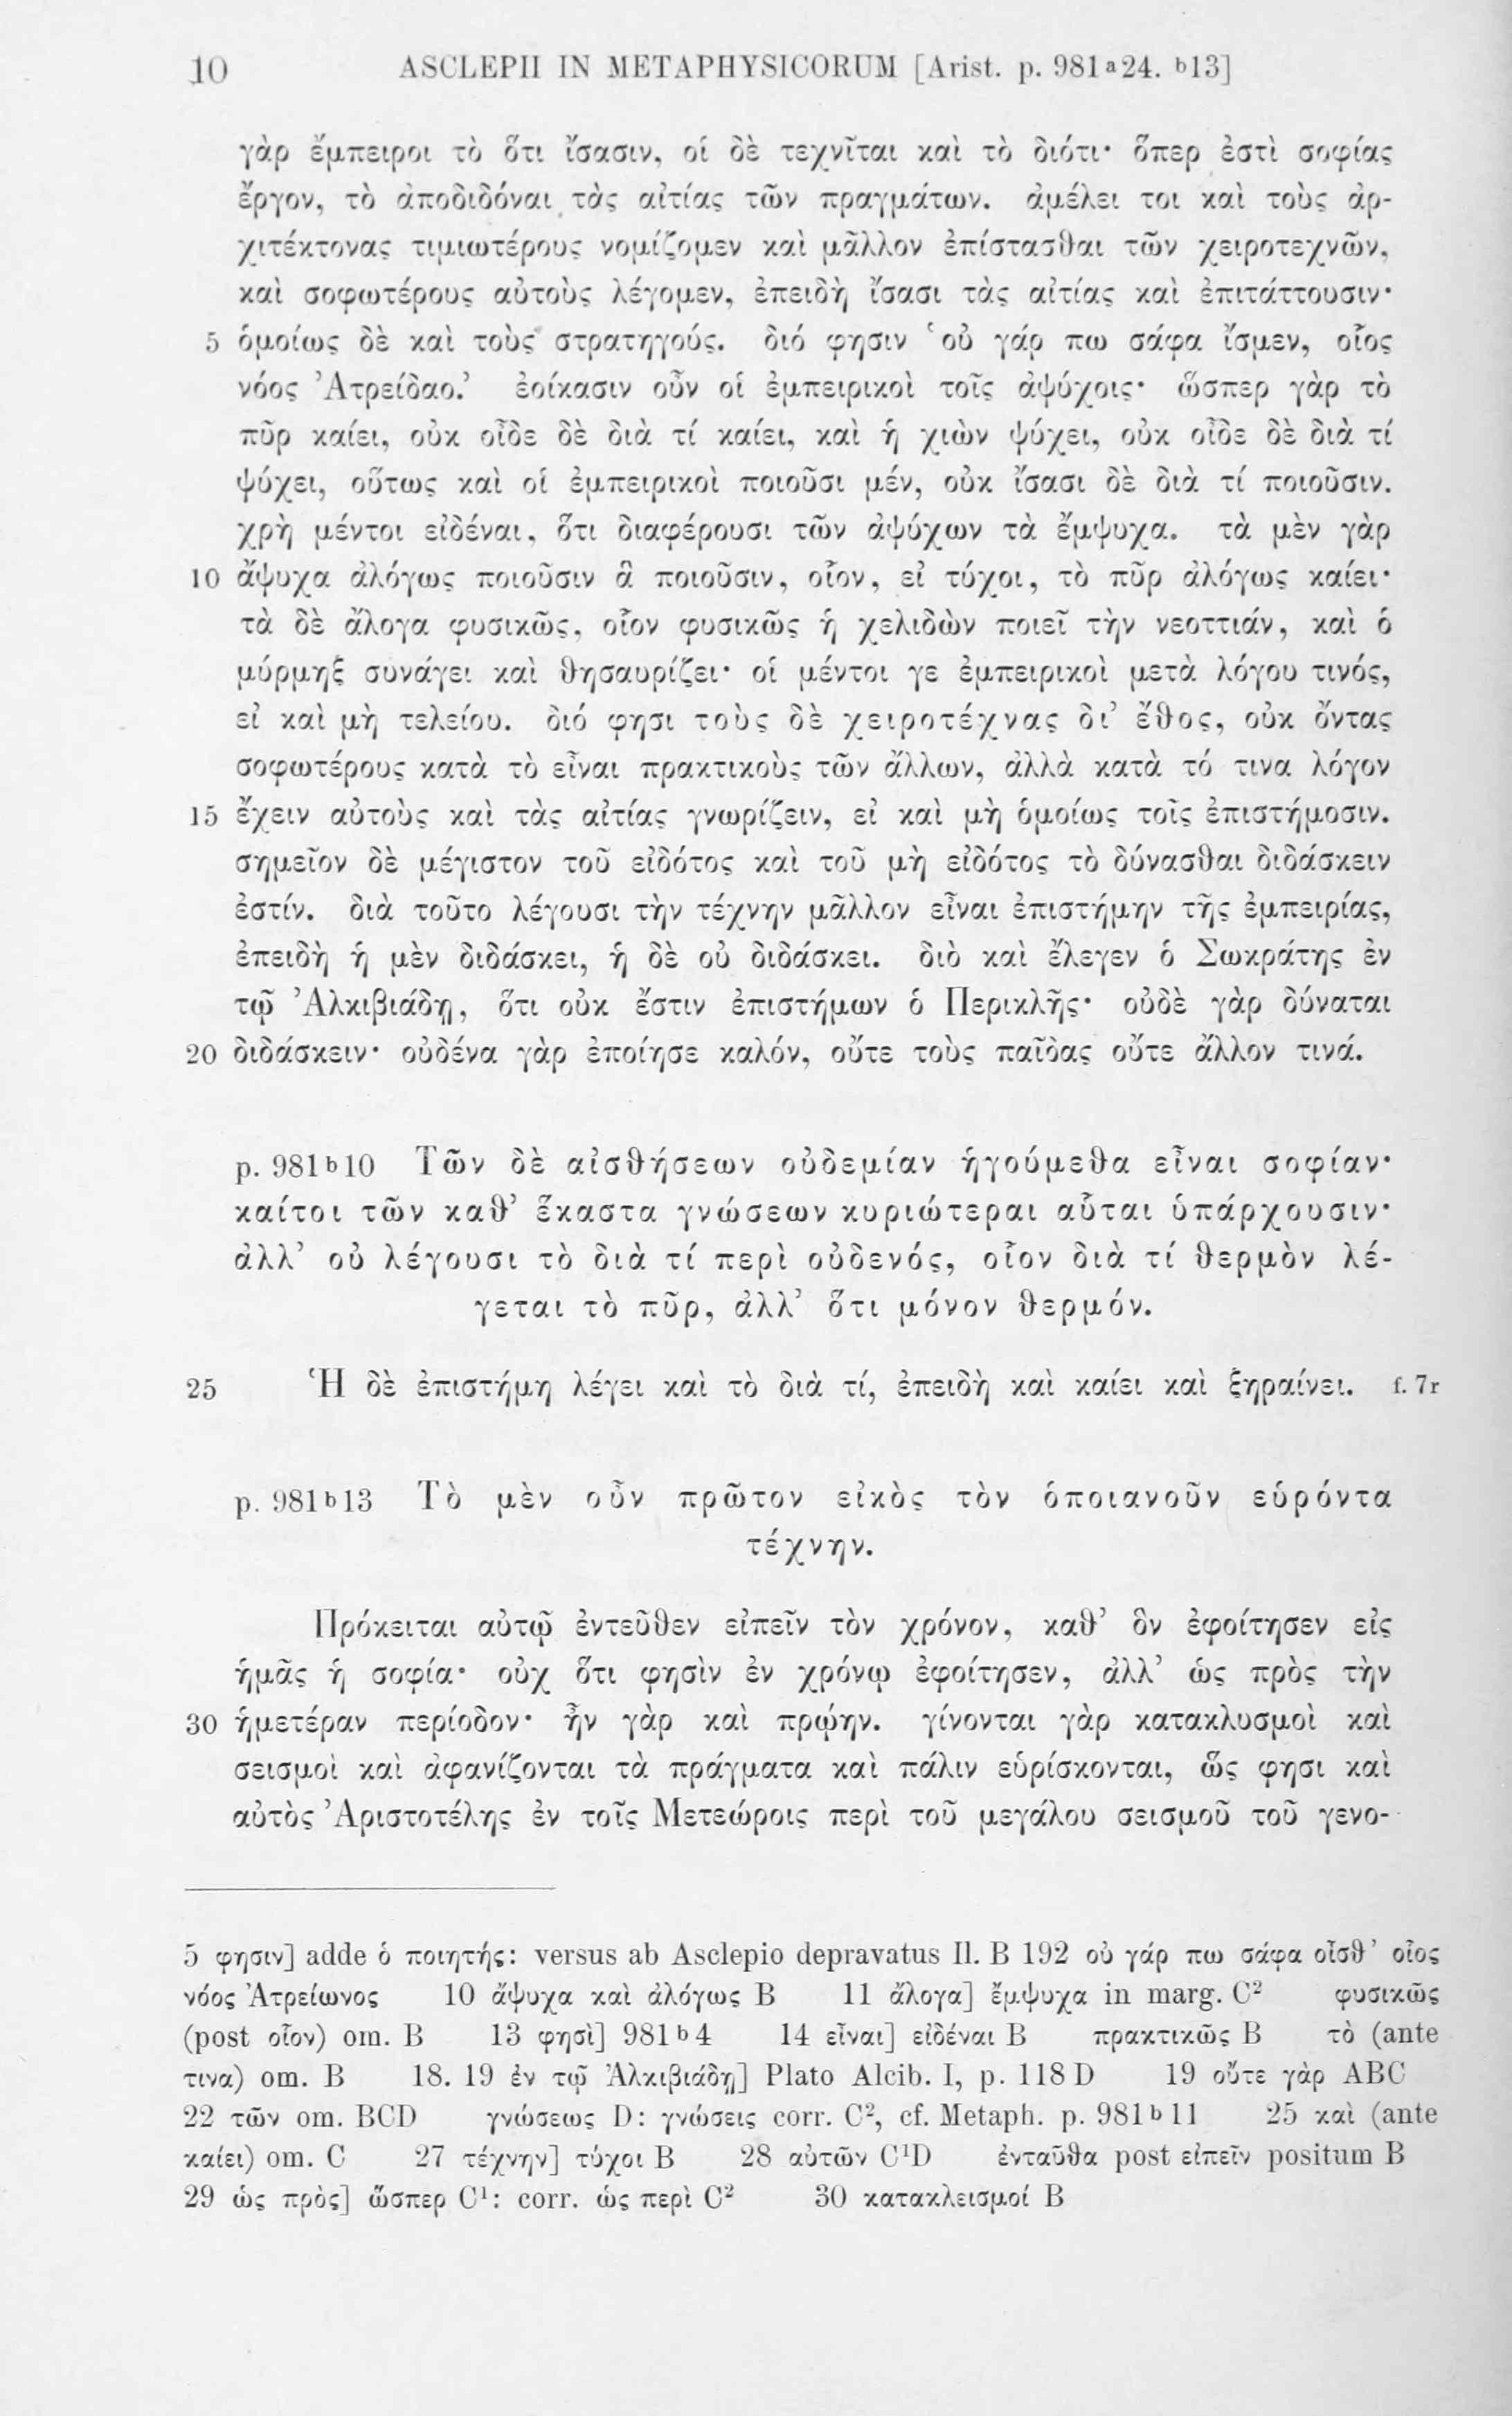 10 ASCLEPII IN METAPHYSICORUM [Arist. p. 981ᵃ24. ᵇ13]
γὰρ ἔμπειροι τὸ ὅτι ἴσασιν, οἱ δὲ τεχνῖται καὶ τὸ διότι· ὅπερ ἐστὶ σοφίας
ἔργον, τὸ ἀποδιδόναι τὰς αἰτίας τῶν πραγμάτων. ἀμέλει τοι καὶ τοὺς ἀρ-
χιτέκτονας τιμιωτέρους νομίζομεν καὶ μᾶλλον ἐπίστασθαι τῶν χειροτεχνῶν,
καὶ σοφωτέρους αὐτοὺς λέγομεν, ἐπειδὴ ἴσασι τὰς αἰτίας καὶ ἐπιτάττουσιν·
5 ὁμοίως δὲ καὶ τοὺς στρατηγούς. διό φησιν ‘οὐ γάρ πω σάφα ἴσμεν, οἷος
νόος Ἀτρείδαο.’ ἐοίκασιν οὖν οἱ ἐμπειρικοὶ τοῖς ἀψύχοις· ὥσπερ γὰρ τὸ
πῦρ καίει, οὐκ οἶδε δὲ διὰ τί καίει, καὶ ἡ χιὼν ψύχει, οὐκ οἶδε δὲ διὰ τί
ψύχει, οὕτως καὶ οἱ ἐμπειρικοὶ ποιοῦσι μέν, οὐκ ἴσασι δὲ διὰ τί ποιοῦσιν.
χρὴ μέντοι εἰδέναι, ὅτι διαφέρουσι τῶν ἀψύχων τὰ ἔμψυχα. τὰ μὲν γὰρ
10 ἄψυχα ἀλόγως ποιοῦσιν ἃ ποιοῦσιν, οἷον, εἰ τύχοι, τὸ πῦρ ἀλόγως καίει·
τὰ δὲ ἄλογα φυσικῶς, οἷον φυσικῶς ἡ χελιδὼν ποιεῖ τὴν νεοττιάν, καὶ ὁ
μύρμηξ συνάγει καὶ θησαυρίζει· οἱ μέντοι γε ἐμπειρικοὶ μετὰ λόγου τινός,
εἰ καὶ μὴ τελείου. διό φησι τοὺς δὲ χειροτέχνας δι’ ἔθος, οὐκ ὄντας
σοφωτέρους κατὰ τὸ εἶναι πρακτικοὺς τῶν ἄλλων, ἀλλὰ κατὰ τό τινα λόγον
15 ἔχειν αὐτοὺς καὶ τὰς αἰτίας γνωρίζειν, εἰ καὶ μὴ ὁμοίως τοῖς ἐπιστήμοσιν.
σημεῖον δὲ μέγιστον τοῦ εἰδότος καὶ τοῦ μὴ εἰδότος τὸ δύνασθαι διδάσκειν
ἐστίν. διὰ τοῦτο λέγουσι τὴν τέχνην μᾶλλον εἶναι ἐπιστήμην τῆς ἐμπειρίας,
ἐπειδὴ ἡ μὲν διδάσκει, ἡ δὲ οὐ διδάσκει. διὸ καὶ ἔλεγεν ὁ Σωκράτης ἐν
τῷ Ἀλκιβιάδῃ, ὅτι οὐκ ἔστιν ἐπιστήμων ὁ Περικλῆς· οὐδὲ γὰρ δύναται
20 διδάσκειν· οὐδένα γὰρ ἐποίησε καλόν, οὔτε τοὺς παῖδας οὔτε ἄλλον τινά.
p. 981ᵇ10 Τῶν δὲ αἰσθήσεων οὐδεμίαν ἡγούμεθα εἶναι σοφίαν·
καίτοι τῶν καθ’ ἕκαστα γνώσεων κυριώτεραι αὗται ὑπάρχουσιν·
ἀλλ’ οὐ λέγουσι τὸ διὰ τί περὶ οὐδενός, οἷον διὰ τί θερμὸν λέ-
γεται τὸ πῦρ, ἀλλ’ ὅτι μόνον θερμόν.
25 Ἡ δὲ ἐπιστήμη λέγει καὶ τὸ διὰ τί, ἐπειδὴ καὶ καίει καὶ ξηραίνει. f. 7r
p. 981ᵇ13 Τὸ μὲν οὖν πρῶτον εἰκὸς τὸν ὁποιανοῦν εὑρόντα
τέχνην.
Πρόκειται αὐτῷ ἐντεῦθεν εἰπεῖν τὸν χρόνον, καθ’ ὃν ἐφοίτησεν εἰς
ἡμᾶς ἡ σοφία· οὐχ ὅτι φησὶν ἐν χρόνῳ ἐφοίτησεν, ἀλλ’ ὡς πρὸς τὴν
30 ἡμετέραν περίοδον· ἦν γὰρ καὶ πρῴην. γίνονται γὰρ κατακλυσμοὶ καὶ
σεισμοὶ καὶ ἀφανίζονται τὰ πράγματα καὶ πάλιν εὑρίσκονται, ὥς φησι καὶ
αὐτὸς Ἀριστοτέλης ἐν τοῖς Μετεώροις περὶ τοῦ μεγάλου σεισμοῦ τοῦ γενο-
5 φησιν] adde ὁ ποιητής: versus ab Asclepio depravatus Il. B 192 οὐ γάρ πω σάφα οἶσθ’ οἷος
νόος Ἀτρείωνος 10 ἄψυχα καὶ ἀλόγως B 11 ἄλογα] ἔμψυχα in marg. C² φυσικῶς
(post οἷον) om. B 13 φησὶ] 981ᵇ4 14 εἶναι] εἰδέναι B πρακτικῶς B τὸ (ante
τινα) om. B 18. 19 ἐν τῷ Ἀλκιβιάδῃ] Plato Alcib. I, p. 118 D 19 οὔτε γὰρ ABC
22 τῶν om. BCD γνώσεως D: γνώσεις corr. C², cf. Metaph. p. 981ᵇ11 25 καὶ (ante
καίει) om. C 27 τέχνην] τύχοι B 28 αὐτῶν C¹D ἐνταῦθα post εἰπεῖν positum B
29 ὡς πρὸς] ὥσπερ C¹: corr. ὡς περὶ C² 30 κατακλεισμοί B